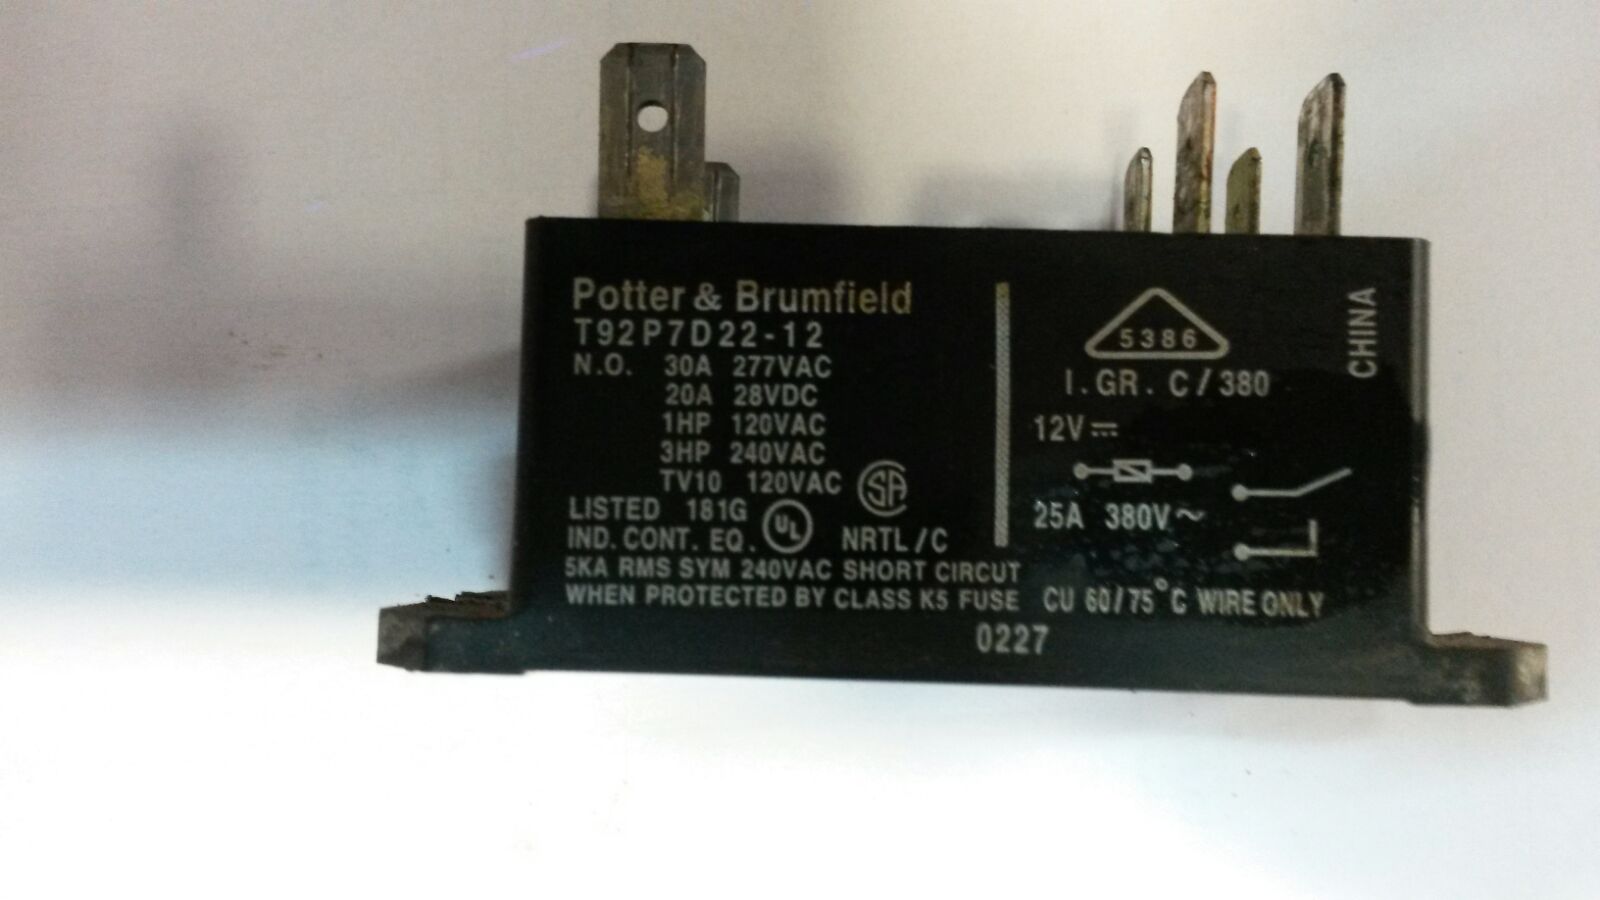 Potter & Brumfield
T92P7D22-12
N.O. 30A 277VAC
20A 28VDC
1HP 120VAC
3HP 240VAC
TV10 120VAC
SA
LISTED 181G
UL
IND. CONT. EQ. NRTL/C
5KA RMS SYM 240VAC SHORT CIRCUT
WHEN PROTECTED BY CLASS K5 FUSE
5386
I.GR. C/380
CHINA
12V
25A 380V~
CU 60/75°C WIRE ONLY
0227